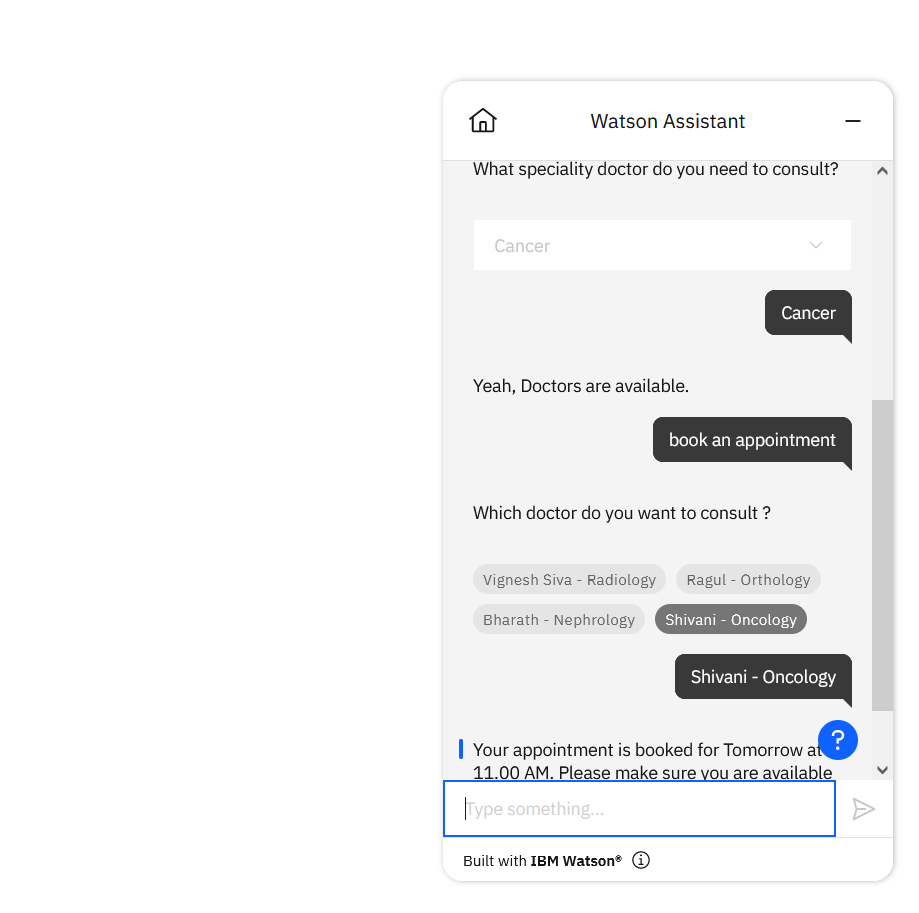 Watson Assistant
What speciality doctor do you need to consult?
Cancer
Cancer
Yeah, Doctors are available.
book an appointment
Which doctor do you want to consult ?
Vignesh Siva - Radiology
Ragul - Orthology
Bharath - Nephrology
Shivani - Oncology
Shivani - Oncology
Your appointment is booked for Tomorrow at
11.00 AM. Please make sure you are available
?
Type something...
Built with IBM Watson®